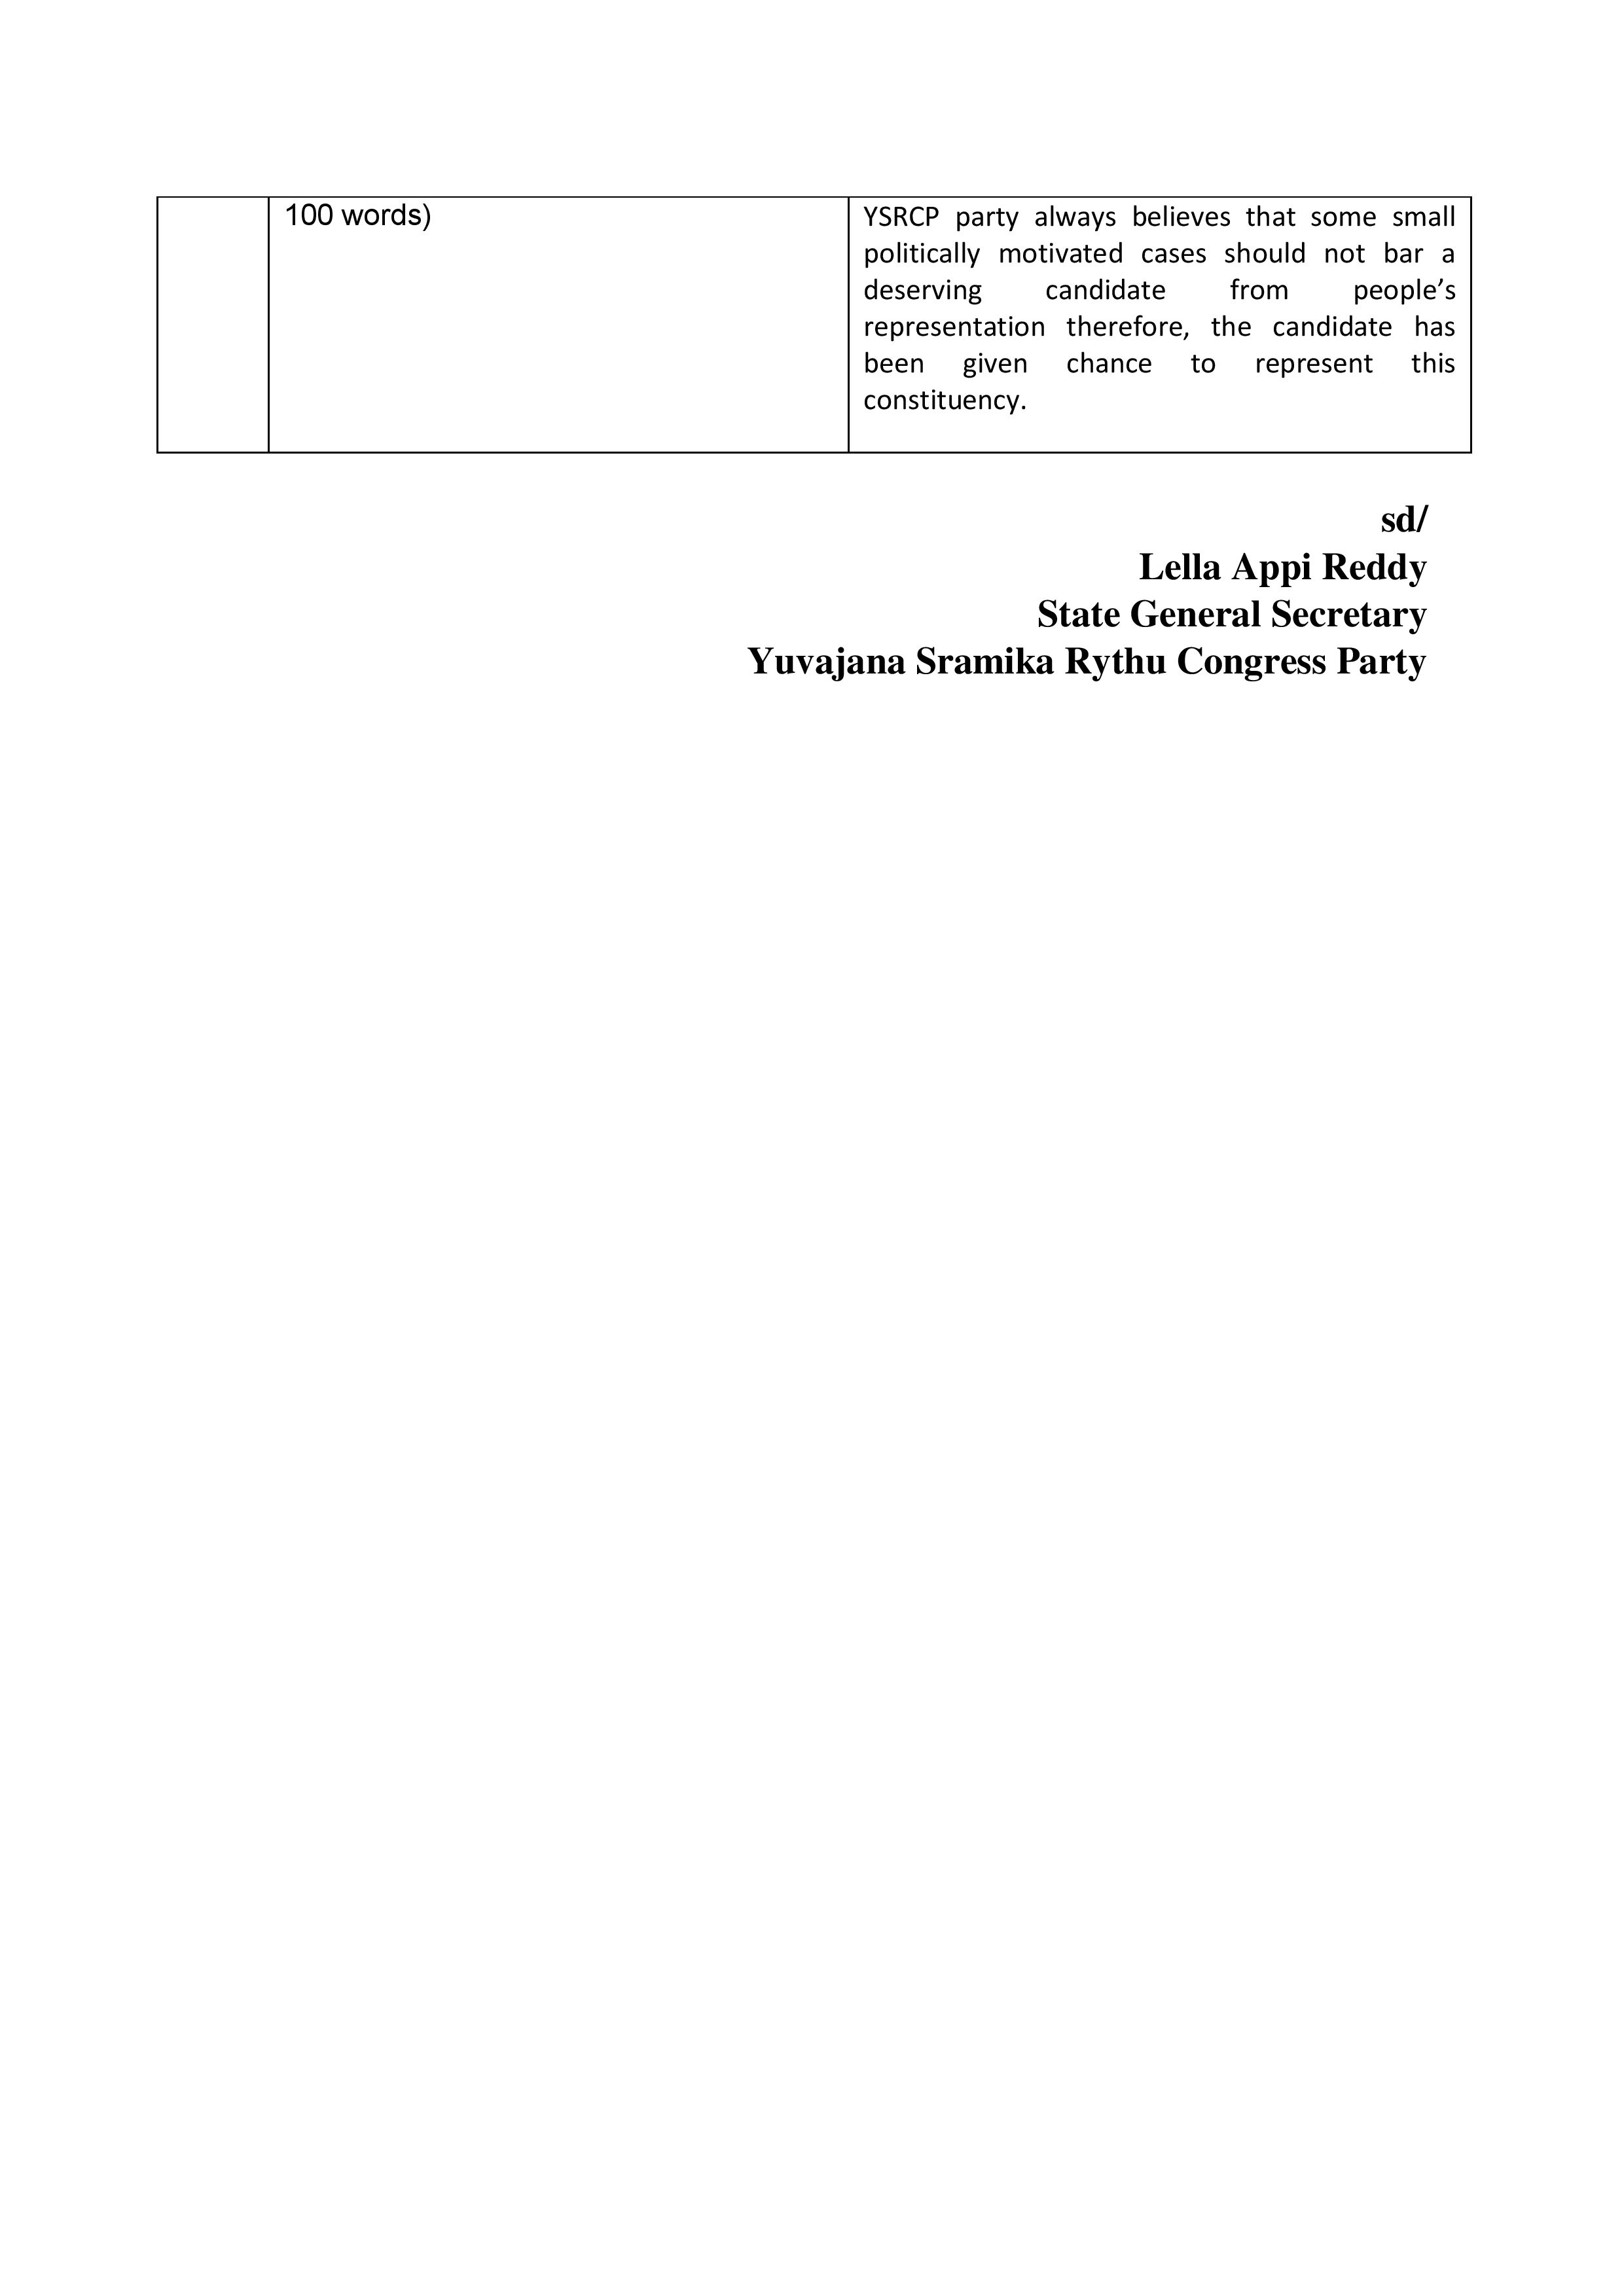 100 words)
YSRCP party always believes that some small
politically motivated cases should not bar a
deserving candidate from people’s
representation therefore, the candidate has
been given chance to represent this
constituency.
sd/
Lella Appi Reddy
State General Secretary
Yuvajana Sramika Rythu Congress Party